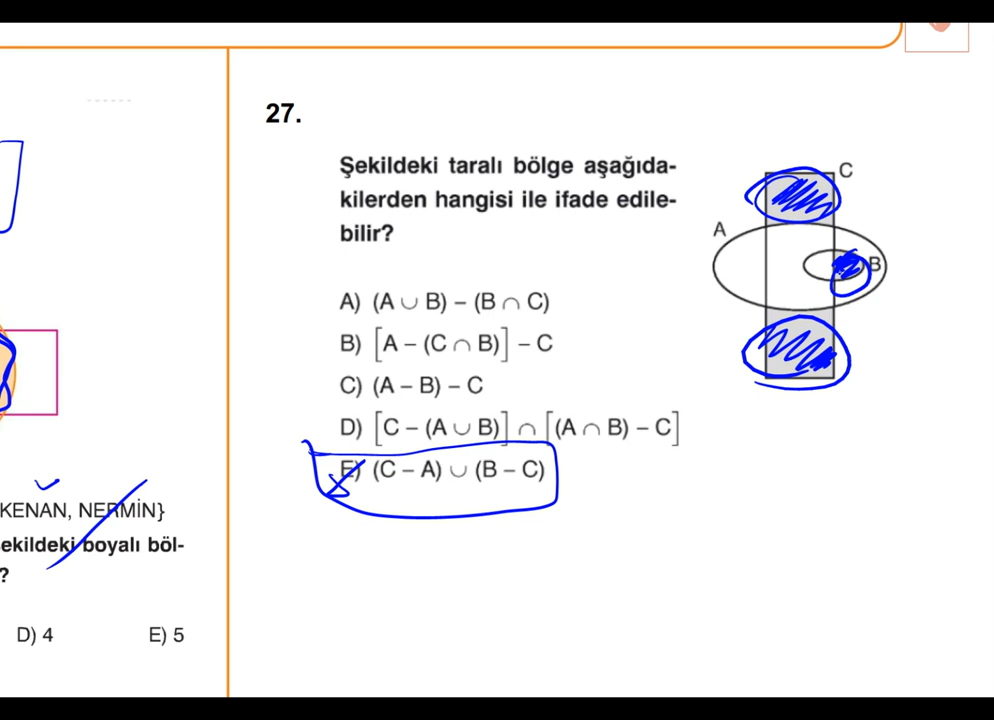 KENAN, NERMİN}
ekildeki boyalı böl-
?
D) 4 E) 5
27.
Şekildeki taralı bölge aşağıda-
kilerden hangisi ile ifade edile-
bilir?
A) (A ∪ B) – (B ∩ C)
B) [A – (C ∩ B)] – C
C) (A – B) – C
D) [C – (A ∪ B)] ∩ [(A ∩ B) – C]
E) (C – A) ∪ (B – C)
C
A
B